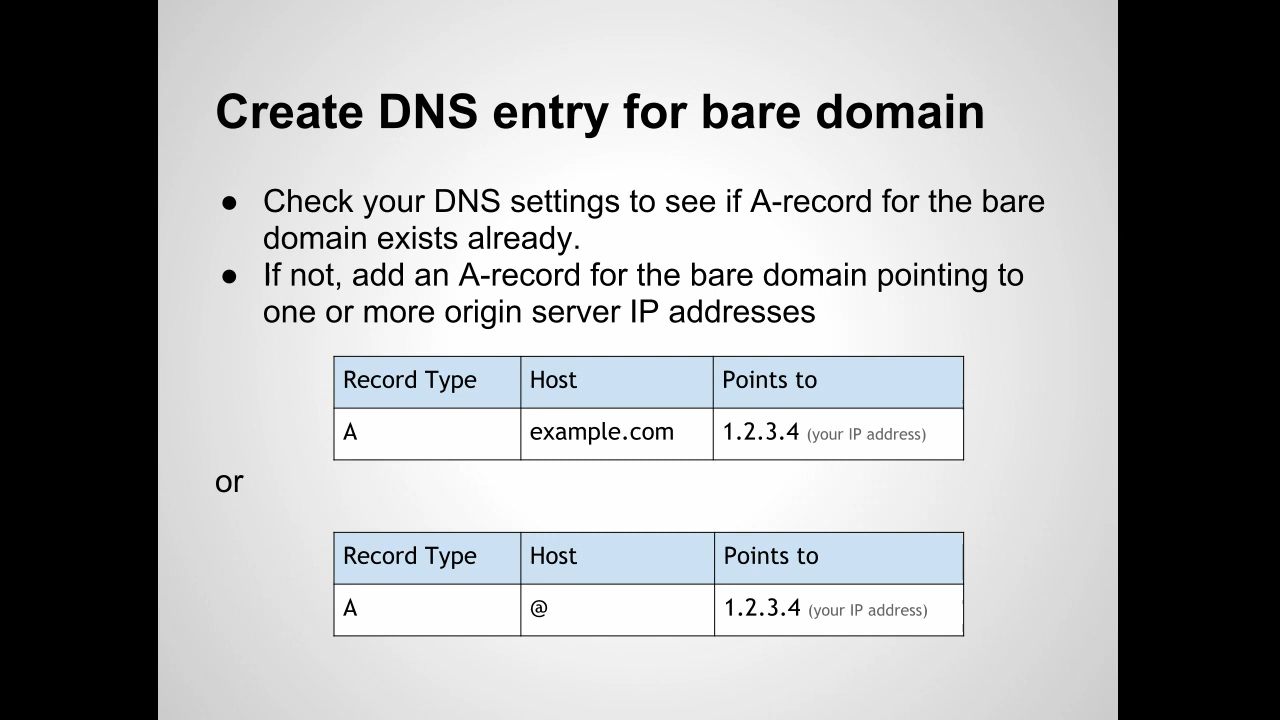 Create DNS entry for bare domain
● Check your DNS settings to see if A-record for the bare
domain exists already.
● If not, add an A-record for the bare domain pointing to
one or more origin server IP addresses
Record Type Host Points to
A example.com 1.2.3.4 (your IP address)
or
Record Type Host Points to
A @ 1.2.3.4 (your IP address)